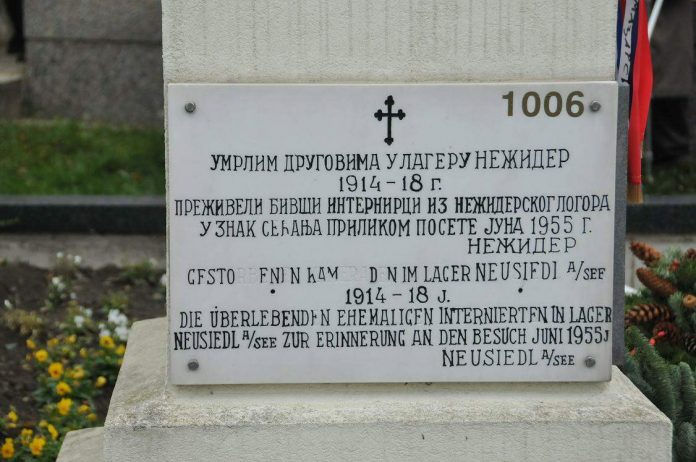 1006
УМРЛИМ ДРУГОВИМА У ЛАГЕРУ НЕЖИДЕР
1914-18 Г.
ПРЕЖИВЕЛИ БИВШИ ИНТЕРНИРЦИ ИЗ НЕЖИДЕРСКОГ ЛОГОРА
У ЗНАК СЕЋАЊА ПРИЛИКОМ ПОСЕТЕ ЈУНА 1955 Г.
НЕЖИДЕР
GESTORBENEN KAMERADEN IM LAGER NEUSIEDL A/SEE
1914-18 J.
DIE ÜBERLEBENDEN EHEMALIGEN INTERNIERTEN IN LAGER
NEUSIEDL A/SEE ZUR ERINNERUNG AN DEN BESUCH JUNI 1955 J
NEUSIEDL A/SEE